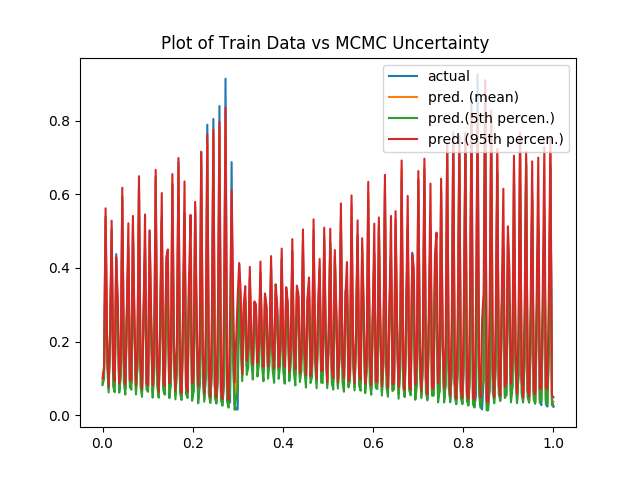 Plot of Train Data vs MCMC Uncertainty
actual
pred. (mean)
pred.(5th percen.)
pred.(95th percen.)
0.8
0.6
0.4
0.2
0.0
0.0 0.2 0.4 0.6 0.8 1.0